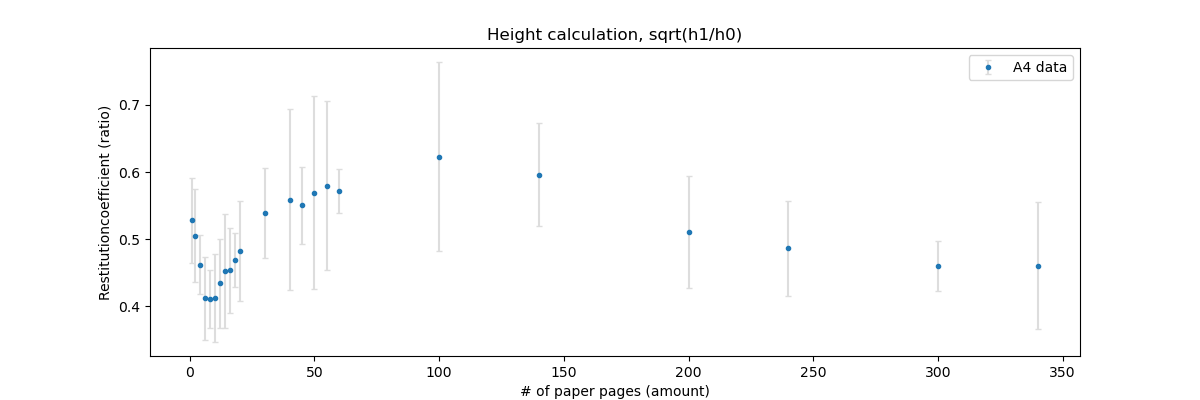 Height calculation, sqrt(h1/h0)
A4 data
Restitutioncoefficient (ratio)
0.7
0.6
0.5
0.4
0 50 100 150 200 250 300 350
# of paper pages (amount)